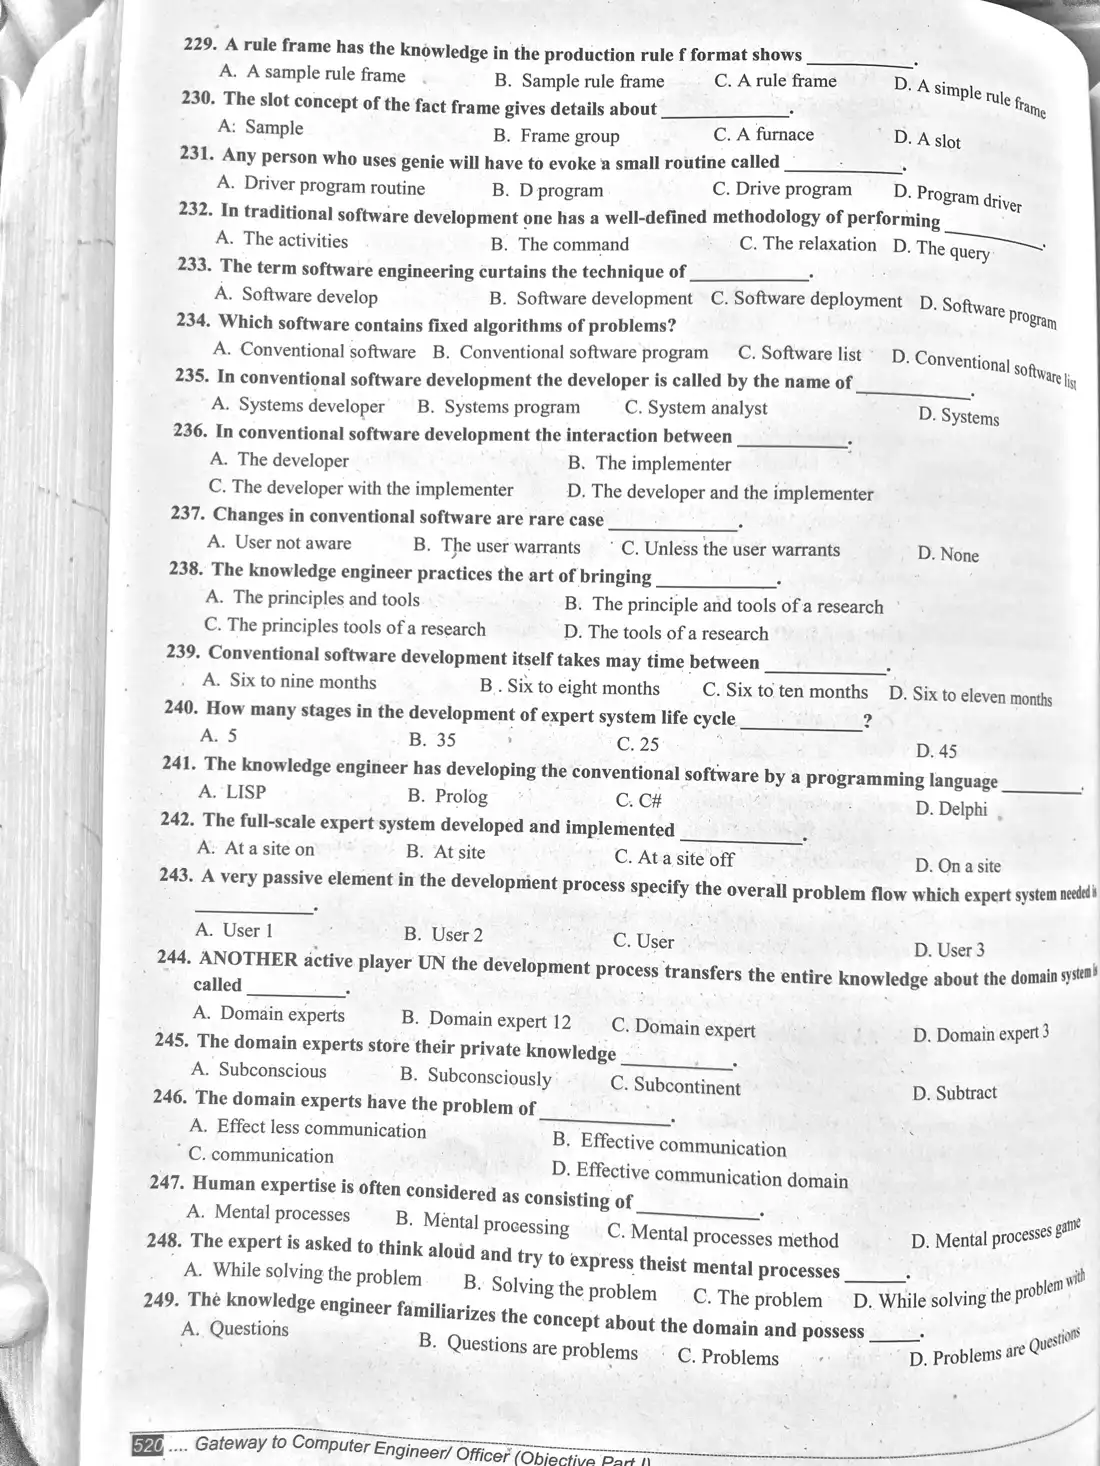 229. A rule frame has the knowledge in the production rule f format shows ____________.
A. A sample rule frame B. Sample rule frame C. A rule frame D. A simple rule frame
230. The slot concept of the fact frame gives details about ______________.
A: Sample B. Frame group C. A furnace D. A slot
231. Any person who uses genie will have to evoke a small routine called ______________.
A. Driver program routine B. D program C. Drive program D. Program driver
232. In traditional software development one has a well-defined methodology of performing ____________.
A. The activities B. The command C. The relaxation D. The query
233. The term software engineering curtains the technique of ______________.
A. Software develop B. Software development C. Software deployment D. Software program
234. Which software contains fixed algorithms of problems?
A. Conventional software B. Conventional software program C. Software list D. Conventional software list
235. In conventional software development the developer is called by the name of ______________.
A. Systems developer B. Systems program C. System analyst D. Systems
236. In conventional software development the interaction between ____________.
A. The developer B. The implementer
C. The developer with the implementer D. The developer and the implementer
237. Changes in conventional software are rare case ______________.
A. User not aware B. The user warrants C. Unless the user warrants D. None
238. The knowledge engineer practices the art of bringing ______________.
A. The principles and tools B. The principle and tools of a research
C. The principles tools of a research D. The tools of a research
239. Conventional software development itself takes may time between ______________.
A. Six to nine months B . Six to eight months C. Six to ten months D. Six to eleven months
240. How many stages in the development of expert system life cycle ______________?
A. 5 B. 35 C. 25 D. 45
241. The knowledge engineer has developing the conventional software by a programming language _________.
A. LISP B. Prolog C. C# D. Delphi
242. The full-scale expert system developed and implemented ______________.
A. At a site on B. At site C. At a site off D. On a site
243. A very passive element in the development process specify the overall problem flow which expert system needed is
______________.
A. User 1 B. User 2 C. User D. User 3
244. ANOTHER active player UN the development process transfers the entire knowledge about the domain system is
called ___________.
A. Domain experts B. Domain expert 12 C. Domain expert D. Domain expert 3
245. The domain experts store their private knowledge ____________.
A. Subconscious B. Subconsciously C. Subcontinent D. Subtract
246. The domain experts have the problem of ______________.
A. Effect less communication B. Effective communication
C. communication D. Effective communication domain
247. Human expertise is often considered as consisting of ______________.
A. Mental processes B. Mental processing C. Mental processes method D. Mental processes game
248. The expert is asked to think aloud and try to express theist mental processes _______.
A. While solving the problem B. Solving the problem C. The problem D. While solving the problem with
249. The knowledge engineer familiarizes the concept about the domain and possess ______.
A. Questions B. Questions are problems C. Problems D. Problems are Questions
520 .... Gateway to Computer Engineer/ Officer (Objective Part I)